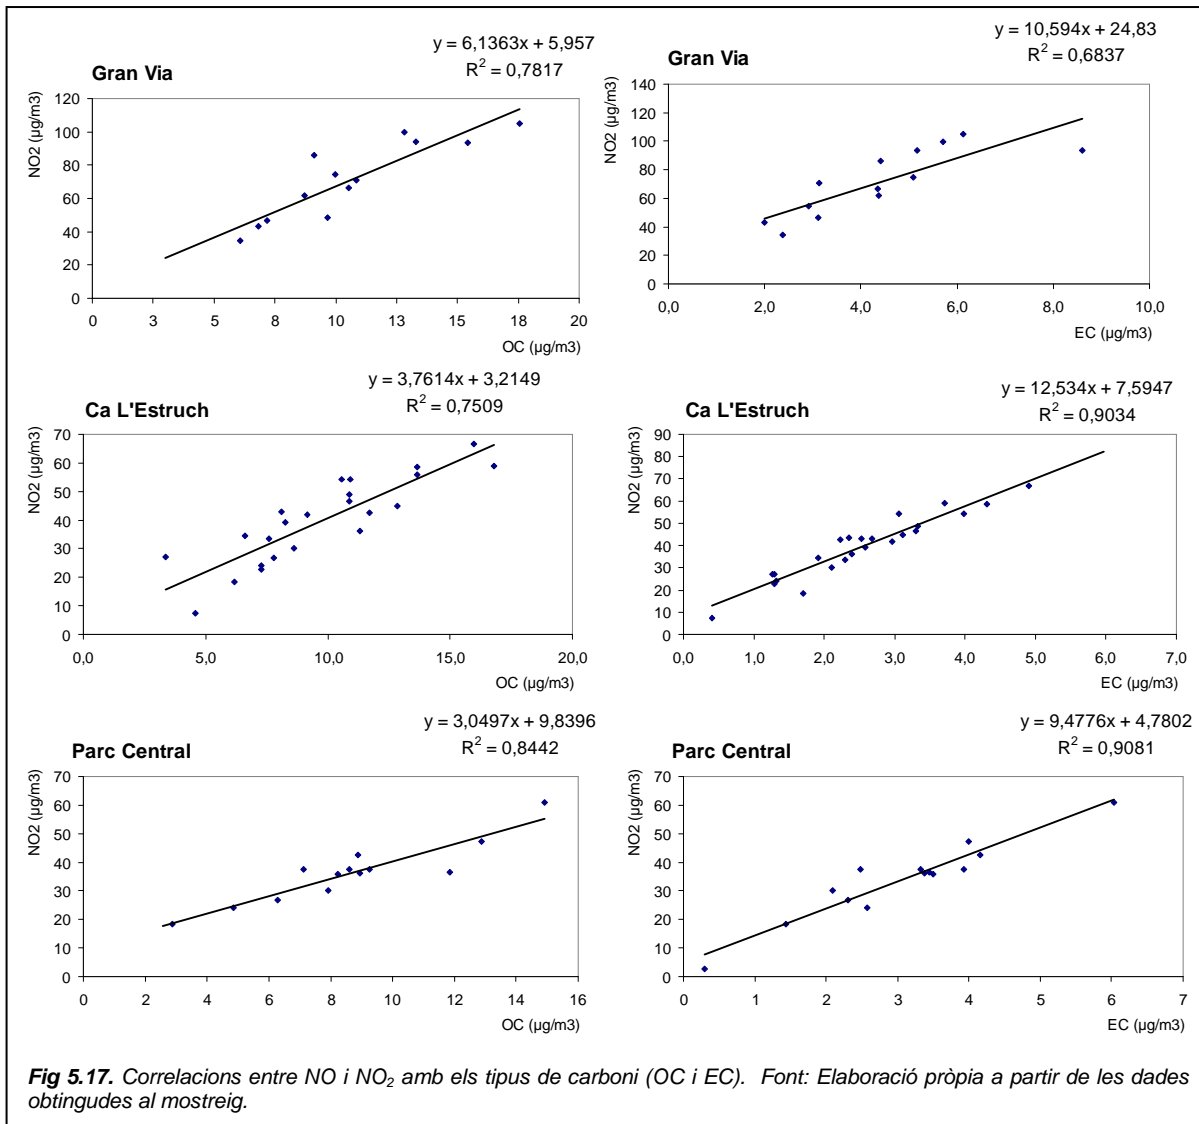 y = 6,1363x + 5,957
R² = 0,7817
Gran Via
NO2 (µg/m3)
120
100
80
60
40
20
0
0 3 5 8 10 13 15 18 20
OC (µg/m3)
y = 10,594x + 24,83
R² = 0,6837
Gran Via
NO2 (µg/m3)
140
120
100
80
60
40
20
0
0,0 2,0 4,0 6,0 8,0 10,0
EC (µg/m3)
y = 3,7614x + 3,2149
R² = 0,7509
Ca L'Estruch
NO2 (µg/m3)
70
60
50
40
30
20
10
0
0,0 5,0 10,0 15,0 20,0
OC (µg/m3)
y = 12,534x + 7,5947
R² = 0,9034
Ca L'Estruch
NO2 (µg/m3)
90
80
70
60
50
40
30
20
10
0
0,0 1,0 2,0 3,0 4,0 5,0 6,0 7,0
EC (µg/m3)
y = 3,0497x + 9,8396
R² = 0,8442
Parc Central
NO2 (µg/m3)
70
60
50
40
30
20
10
0
0 2 4 6 8 10 12 14 16
OC (µg/m3)
y = 9,4776x + 4,7802
R² = 0,9081
Parc Central
NO2 (µg/m3)
70
60
50
40
30
20
10
0
0 1 2 3 4 5 6 7
EC (µg/m3)
Fig 5.17. Correlacions entre NO i NO₂ amb els tipus de carboni (OC i EC). Font: Elaboració pròpia a partir de les dades
obtingudes al mostreig.